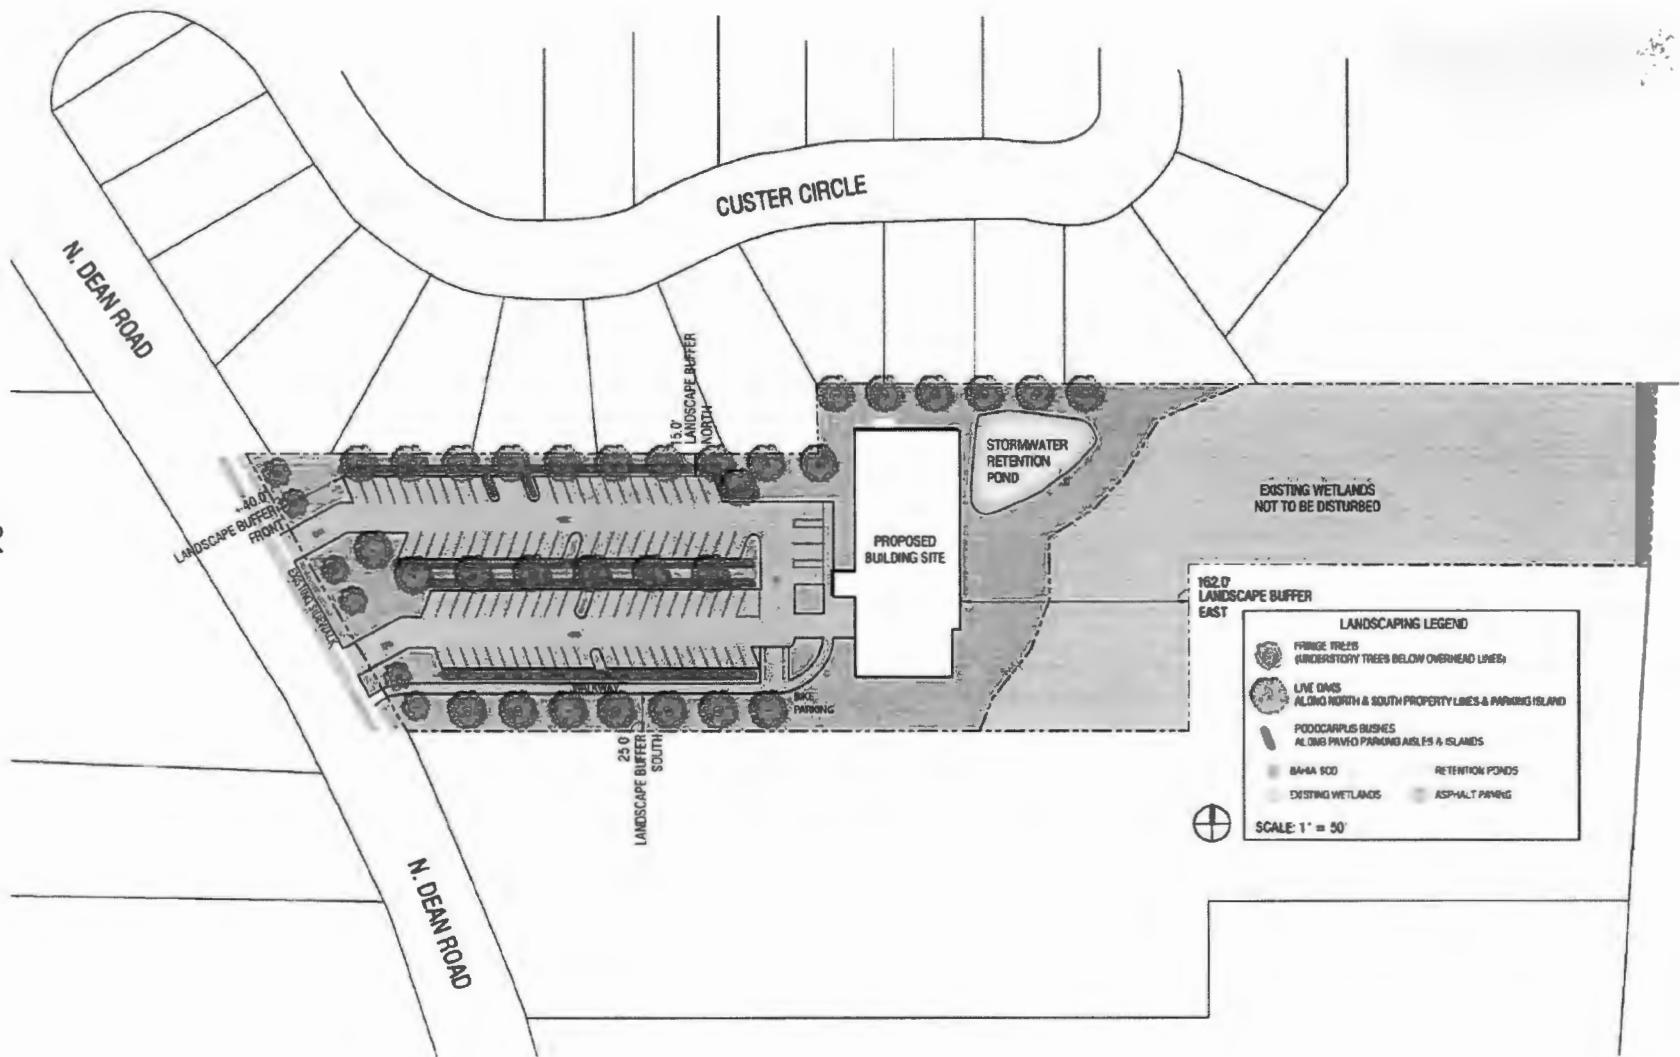 CUSTER CIRCLE
N. DEAN ROAD
15.0'
LANDSCAPE BUFFER
NORTH
40.0'
LANDSCAPE BUFFER
FRONT
EXISTING SIDEWALK
STORMWATER
RETENTION
POND
PROPOSED
BUILDING SITE
EXISTING WETLANDS
NOT TO BE DISTURBED
162.0'
LANDSCAPE BUFFER
EAST
WALKWAY
BIKE
PARKING
25.0'
LANDSCAPE BUFFER
SOUTH
N. DEAN ROAD
LANDSCAPING LEGEND
FRINGE TREES
(UNDERSTORY TREES BELOW OVERHEAD LINES)
LIVE OAKS
ALONG NORTH & SOUTH PROPERTY LINES & PARKING ISLAND
PODOCARPUS BUSHES
ALONG PAVED PARKING AISLES & ISLANDS
BAHIA SOD
RETENTION PONDS
EXISTING WETLANDS
ASPHALT PAVING
SCALE: 1" = 50'